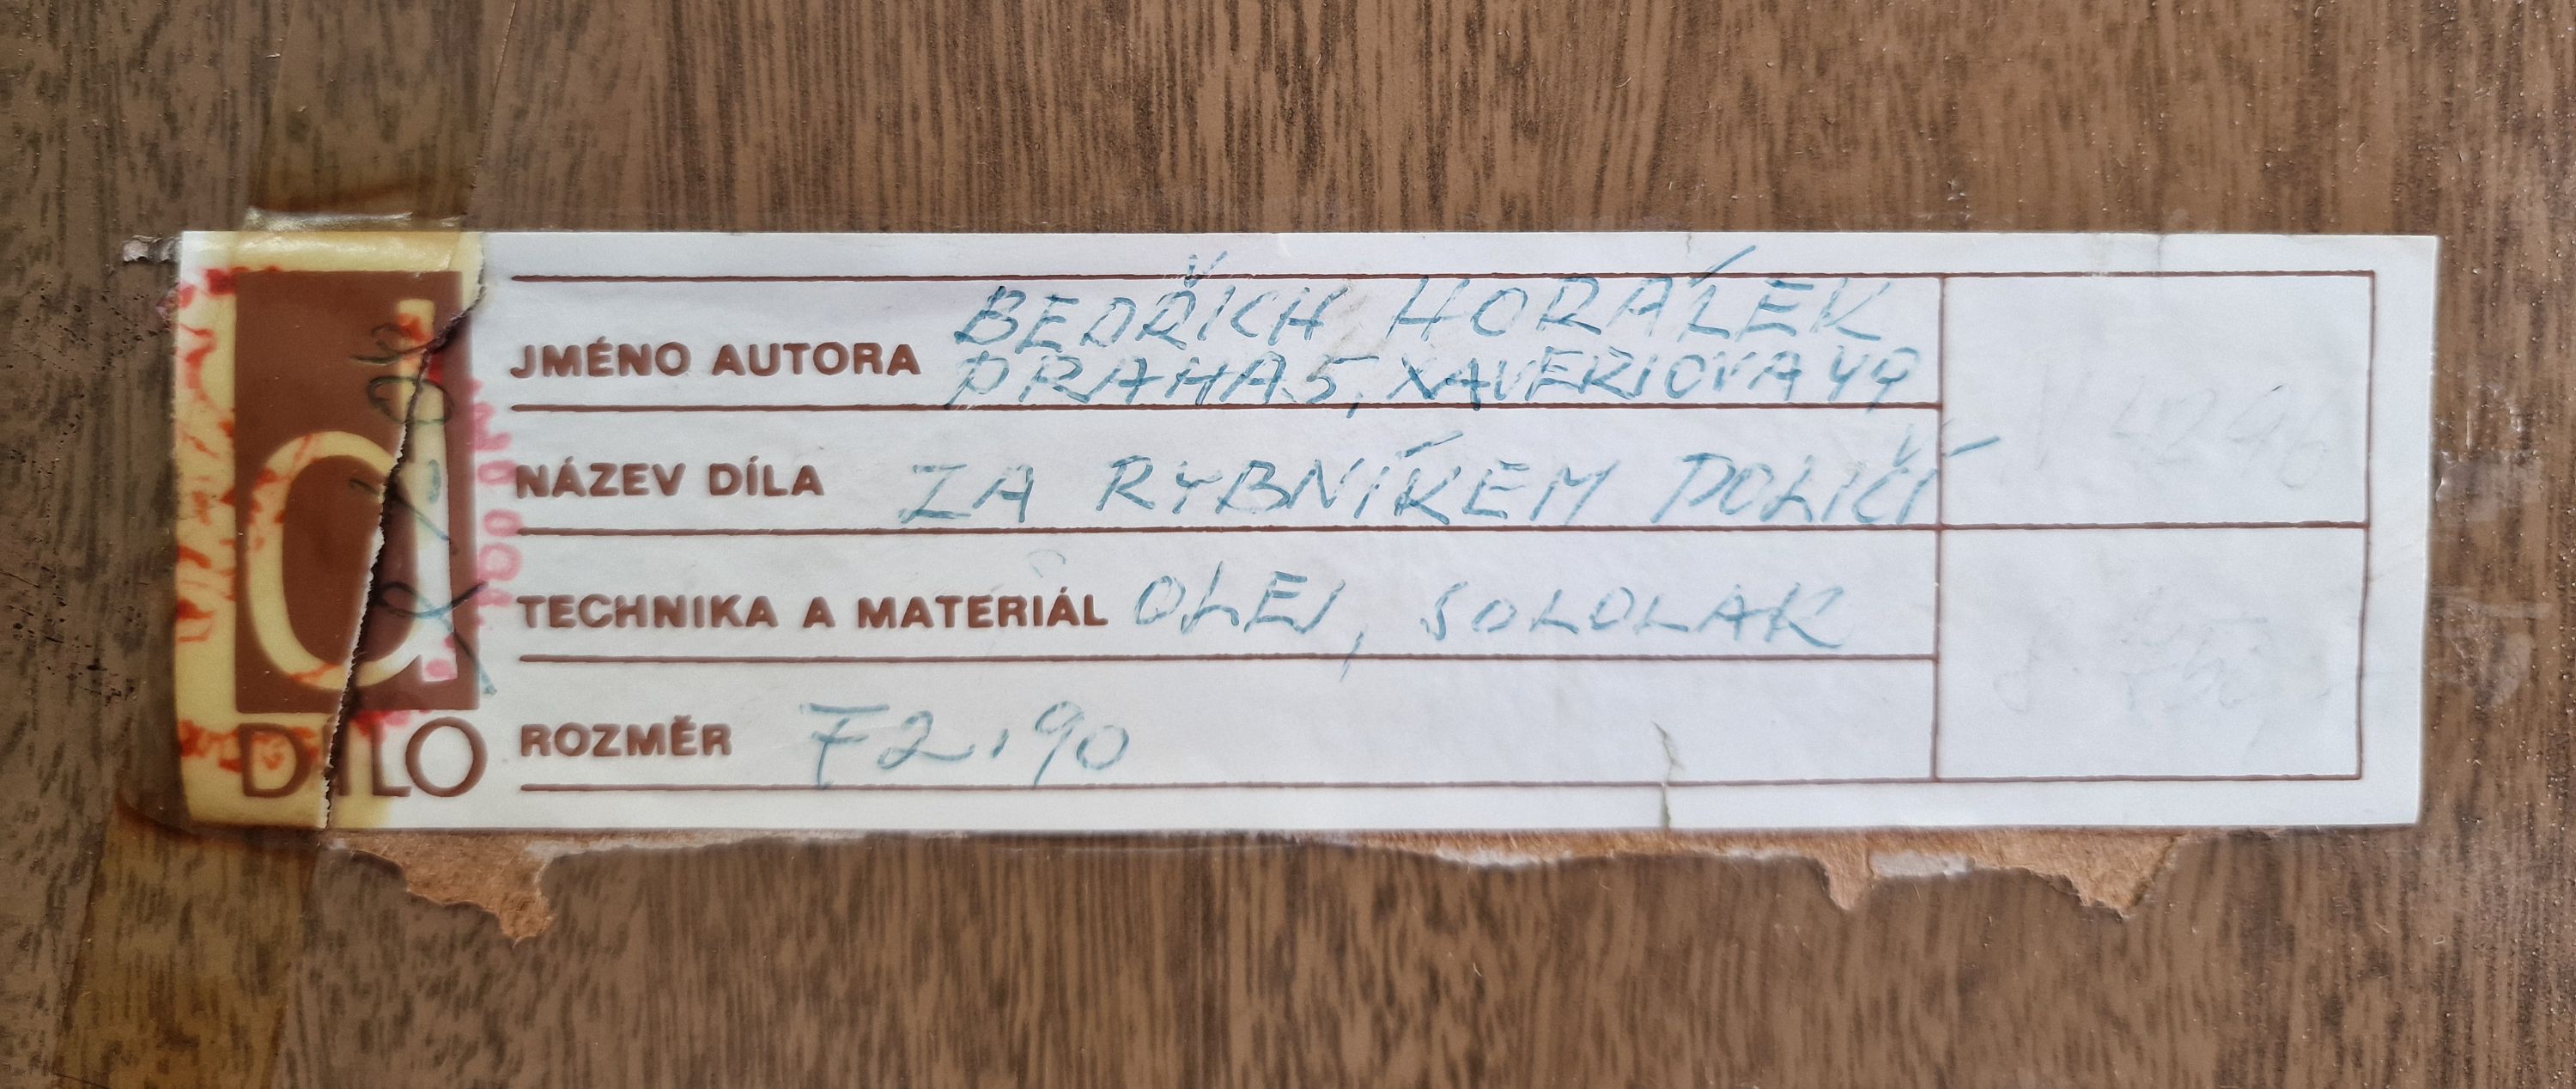 BEDŘICH HORÁLEK
JMÉNO AUTORA
PRAHA 5, XAVERIOVA 49
NÁZEV DÍLA ZA RYBNÍKEM POLIČÍ
TECHNIKA A MATERIÁL OLEJ, SOLOLAK
ROZMĚR 72.90
d
DÍLO